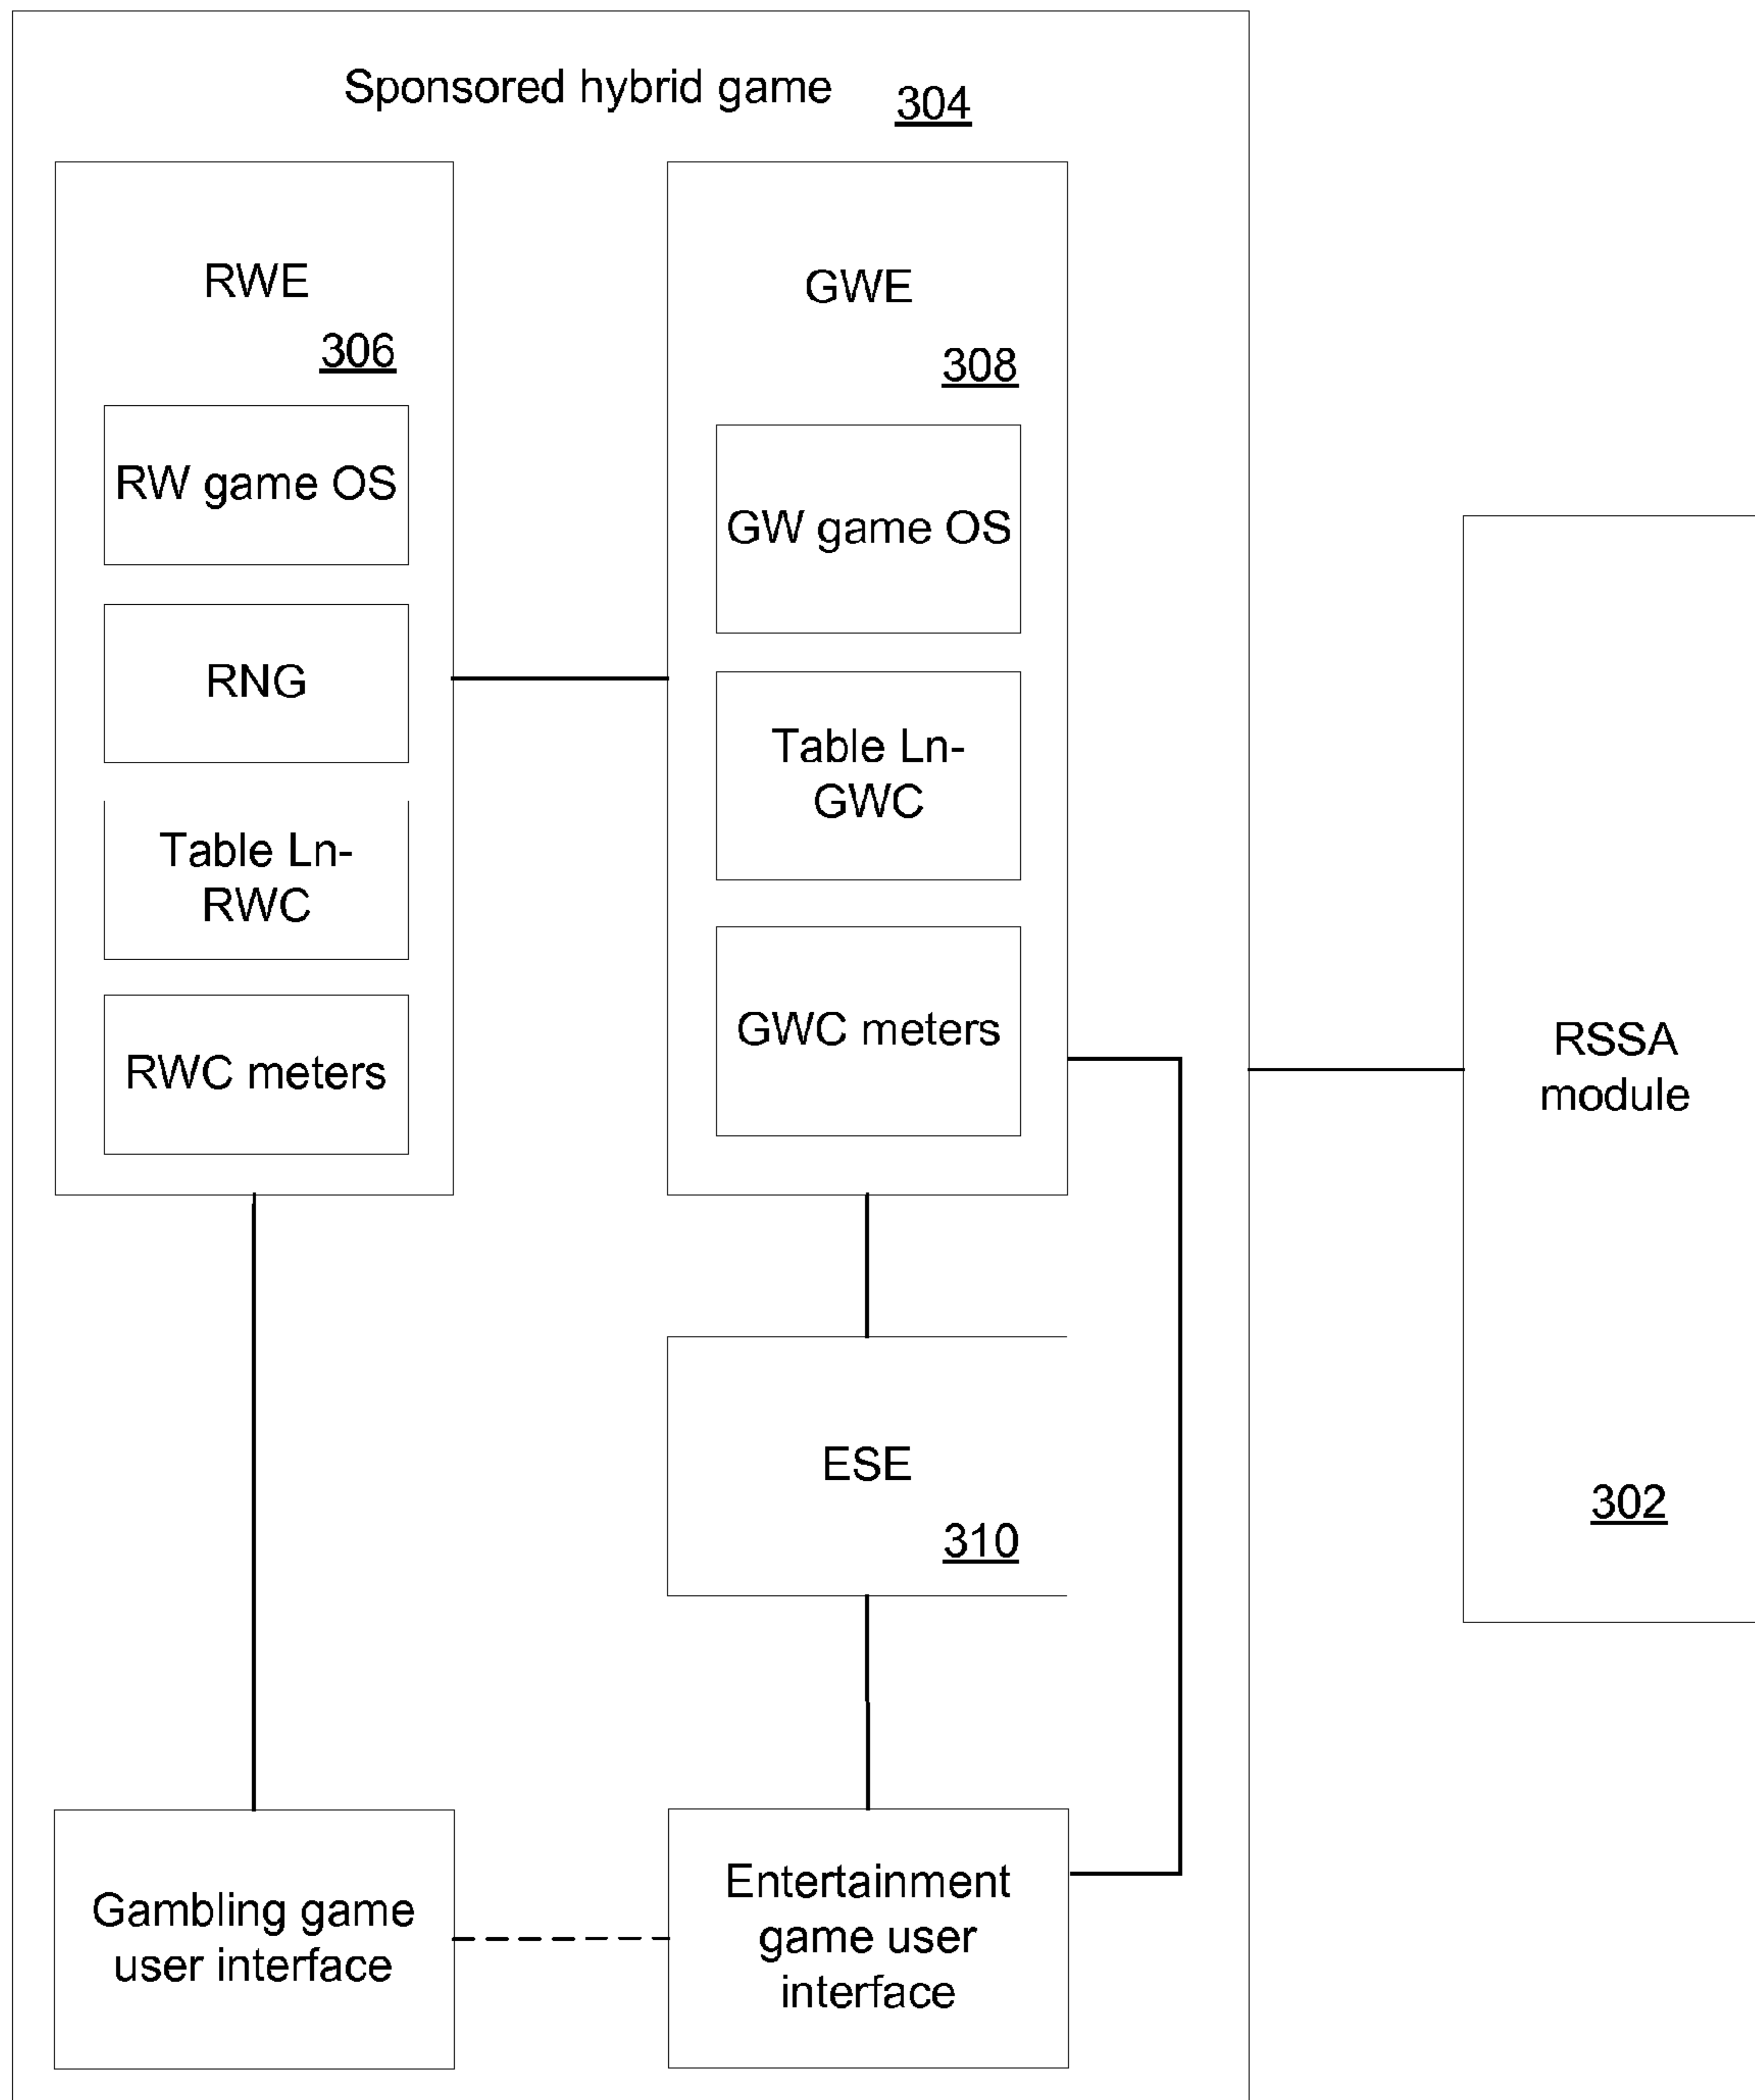 Sponsored hybrid game 304
RWE
306
RW game OS
RNG
Table Ln-
RWC
RWC meters
GWE
308
GW game OS
Table Ln-
GWC
GWC meters
ESE
310
Gambling game
user interface
Entertainment
game user
interface
RSSA
module
302